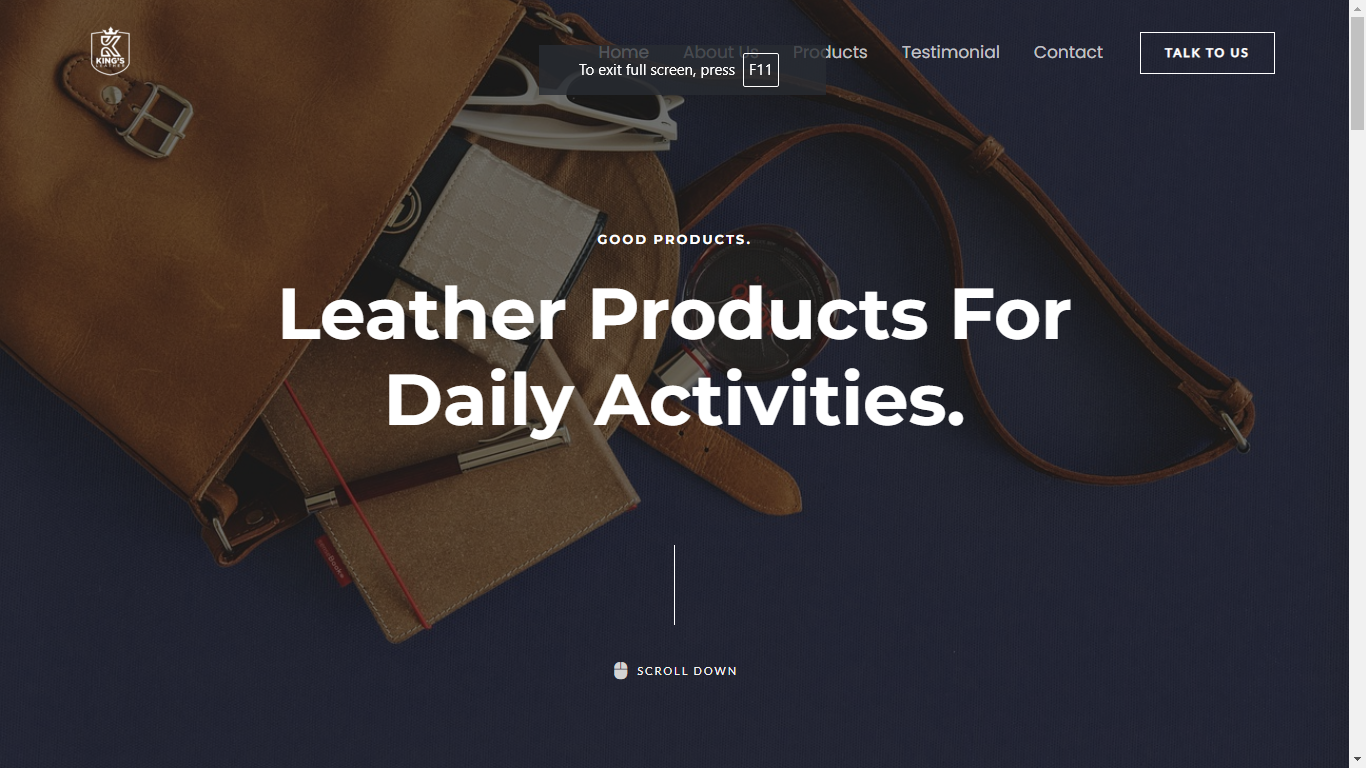 KING'S
LEATHER
Home
About Us
Products
Testimonial
Contact
TALK TO US
To exit full screen, press F11
GOOD PRODUCTS.
Leather Products For
Daily Activities.
SCROLL DOWN